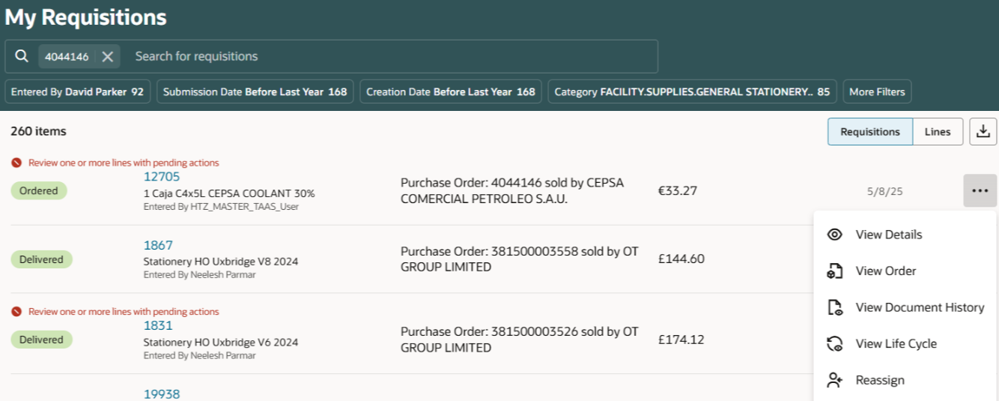 My Requisitions
4044146 Search for requisitions
Entered By David Parker 92 Submission Date Before Last Year 168 Creation Date Before Last Year 168 Category FACILITY.SUPPLIES.GENERAL STATIONERY.. 85 More Filters
260 items
Requisitions Lines
Review one or more lines with pending actions
Ordered
12705
1 Caja C4x5L CEPSA COOLANT 30%
Entered By HTZ_MASTER_TAAS_User
Purchase Order: 4044146 sold by CEPSA
COMERCIAL PETROLEO S.A.U.
€33.27
5/8/25
Delivered
1867
Stationery HO Uxbridge V8 2024
Entered By Neelesh Parmar
Purchase Order: 381500003558 sold by OT
GROUP LIMITED
£144.60
Review one or more lines with pending actions
Delivered
1831
Stationery HO Uxbridge V6 2024
Entered By Neelesh Parmar
Purchase Order: 381500003526 sold by OT
GROUP LIMITED
£174.12
19938
View Details
View Order
View Document History
View Life Cycle
Reassign